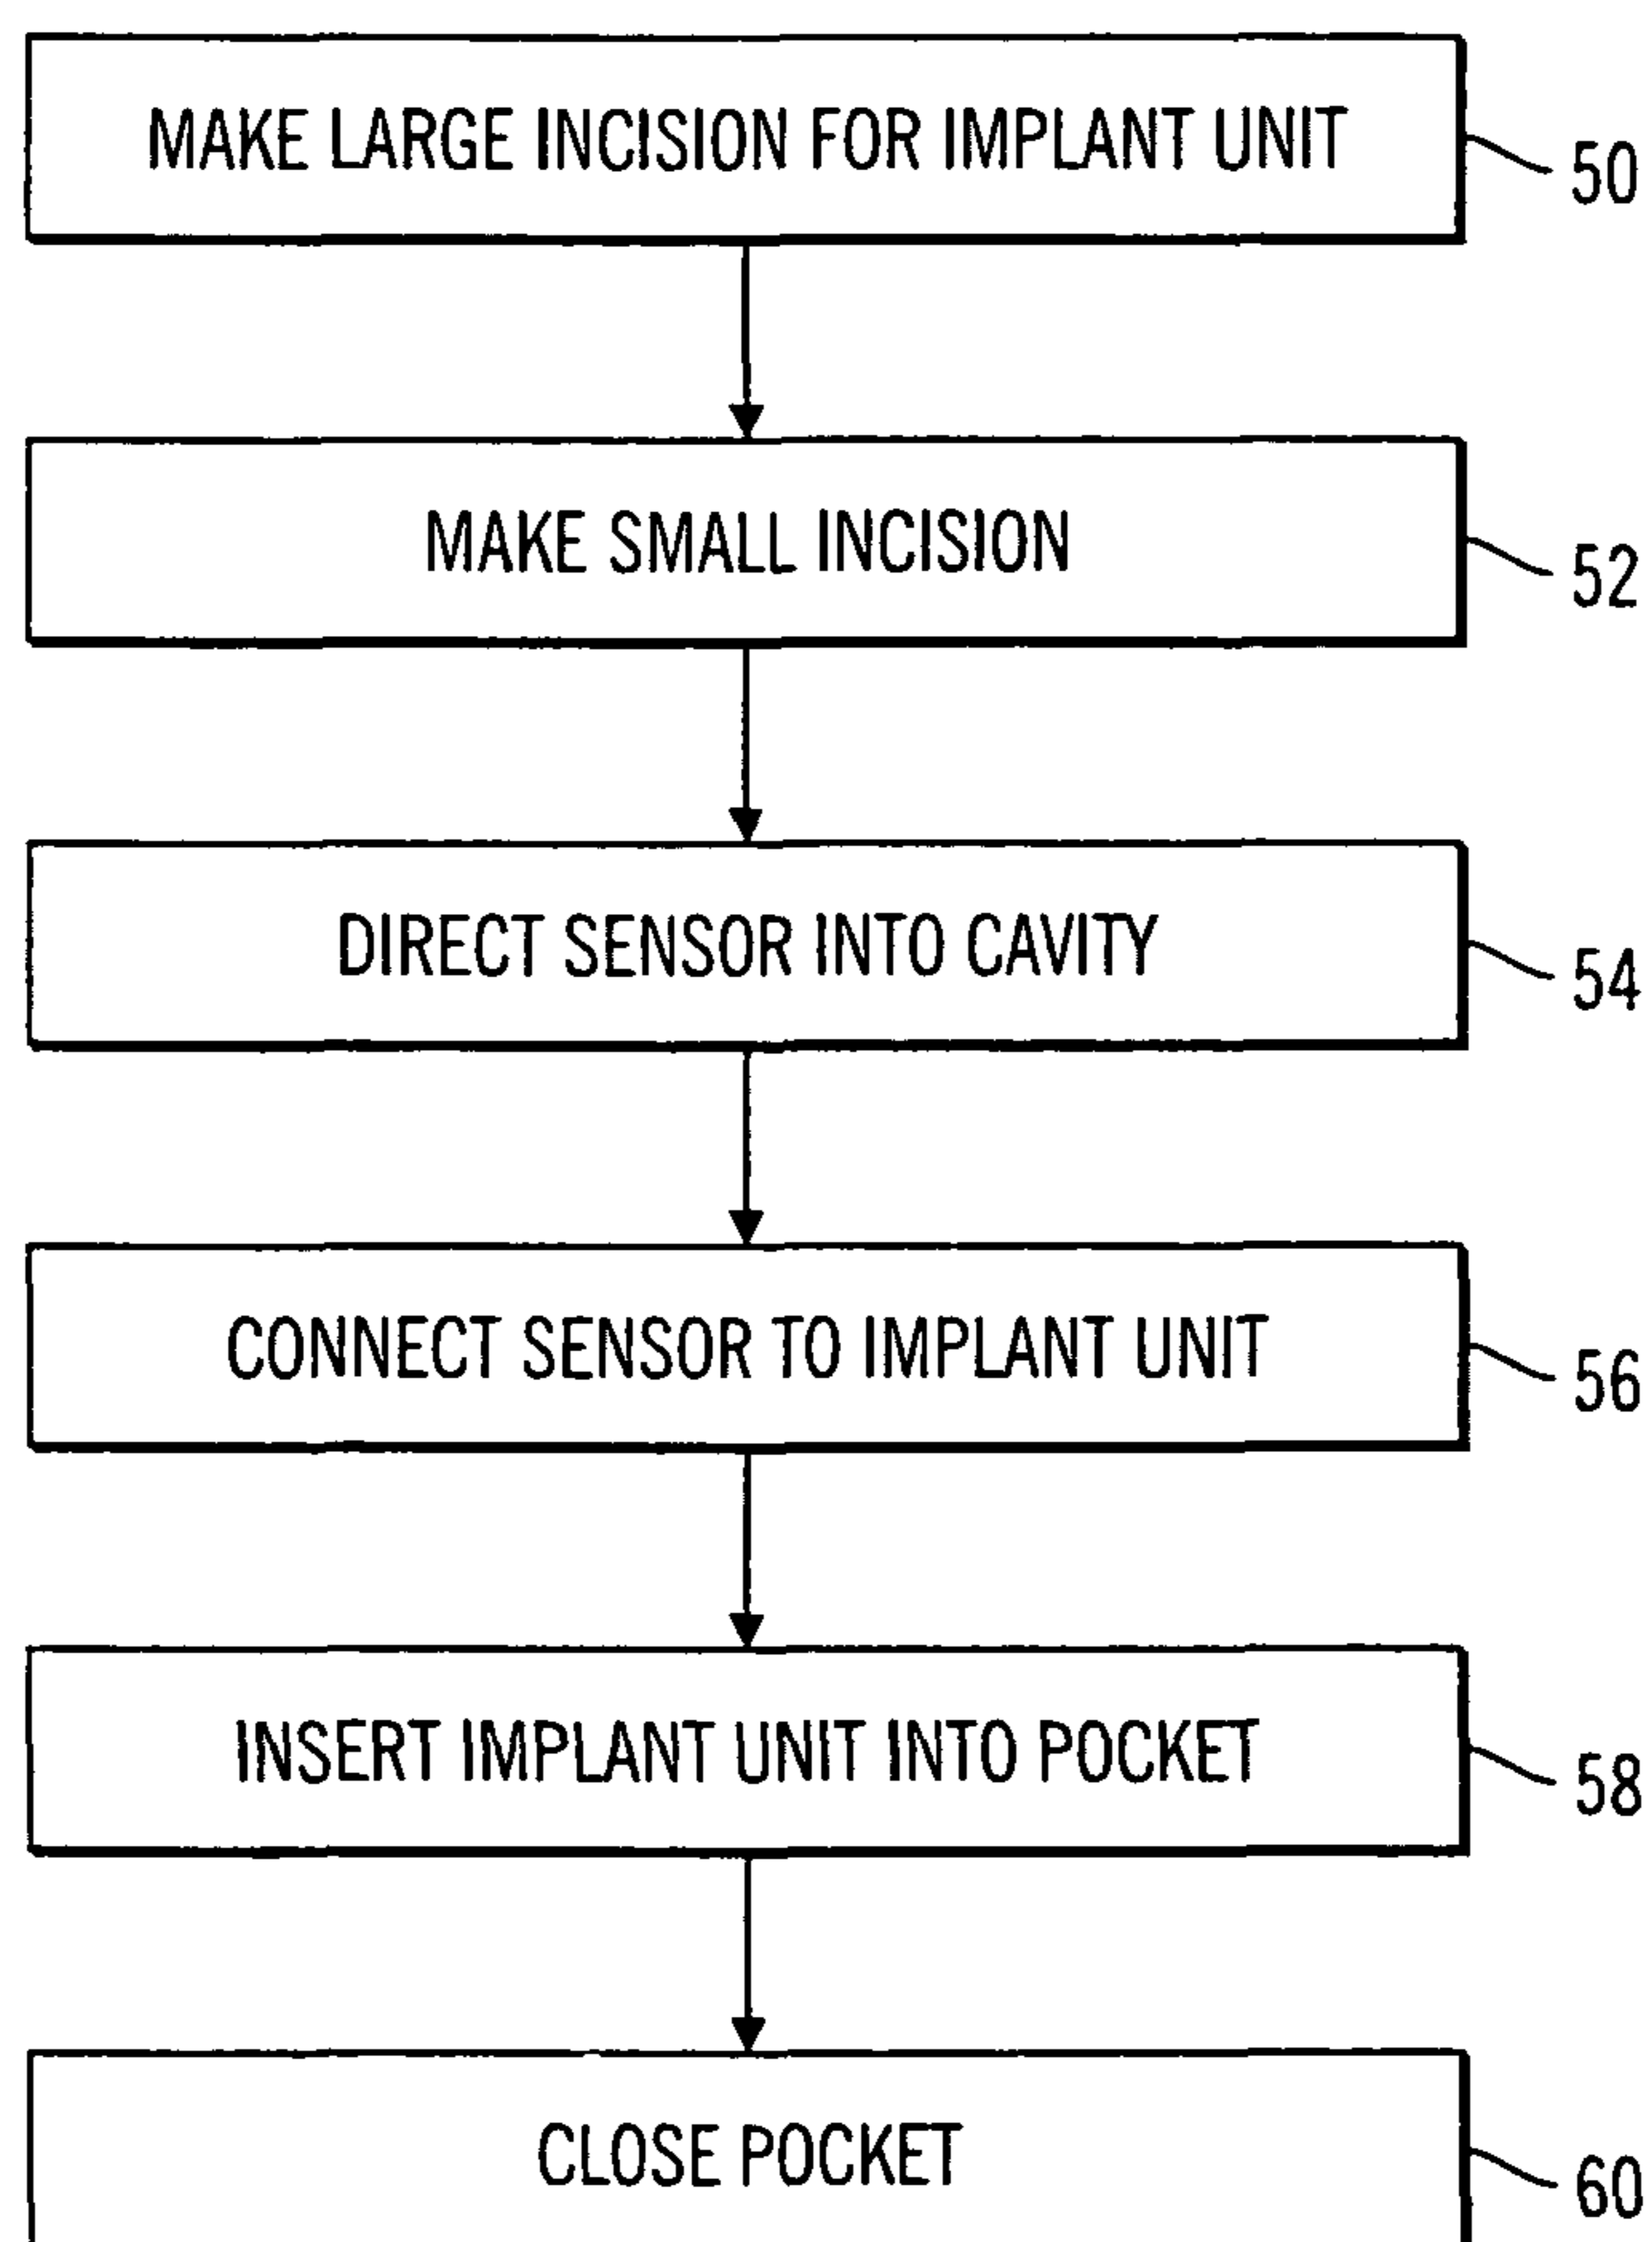 MAKE LARGE INCISION FOR IMPLANT UNIT
50
MAKE SMALL INCISION
52
DIRECT SENSOR INTO CAVITY
54
CONNECT SENSOR TO IMPLANT UNIT
56
INSERT IMPLANT UNIT INTO POCKET
58
CLOSE POCKET
60